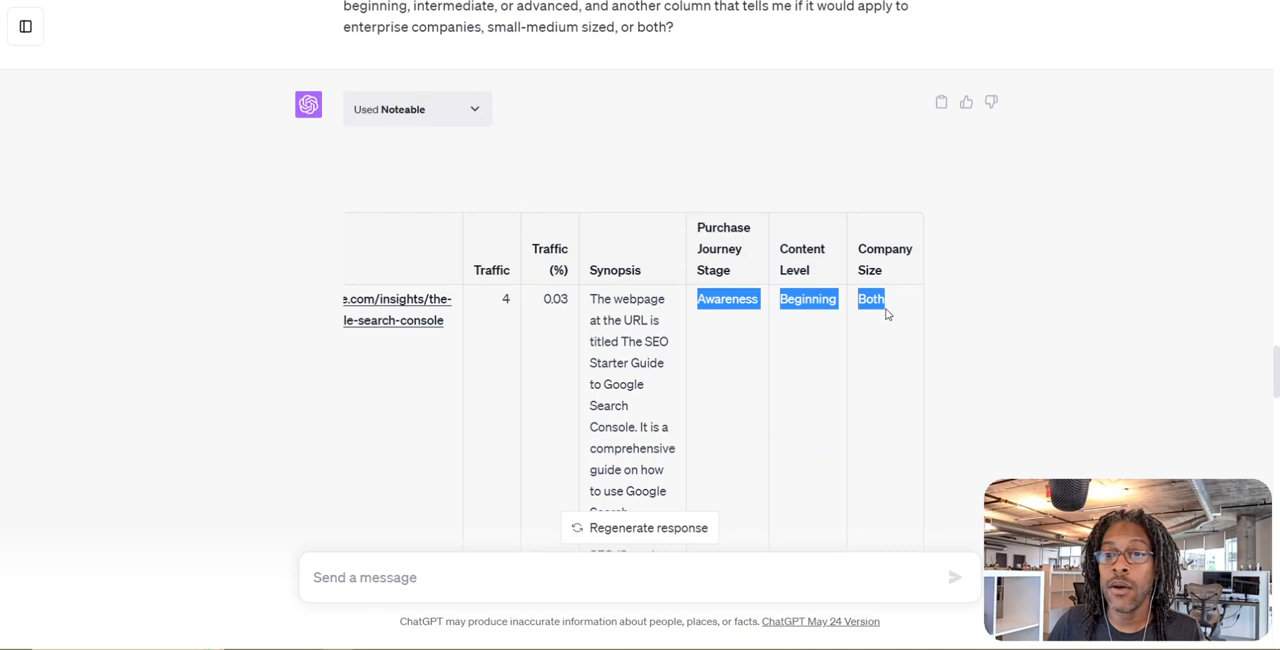 beginning, intermediate, or advanced, and another column that tells me if it would apply to
enterprise companies, small-medium sized, or both?
Used Noteable
Traffic
Traffic
(%)
Synopsis
Purchase
Journey
Stage
Content
Level
Company
Size
e.com/insights/the-
le-search-console
4
0.03
The webpage
at the URL is
titled The SEO
Starter Guide
to Google
Search
Console. It is a
comprehensive
guide on how
to use Google
Awareness
Beginning
Both
Regenerate response
Send a message
ChatGPT may produce inaccurate information about people, places, or facts. ChatGPT May 24 Version